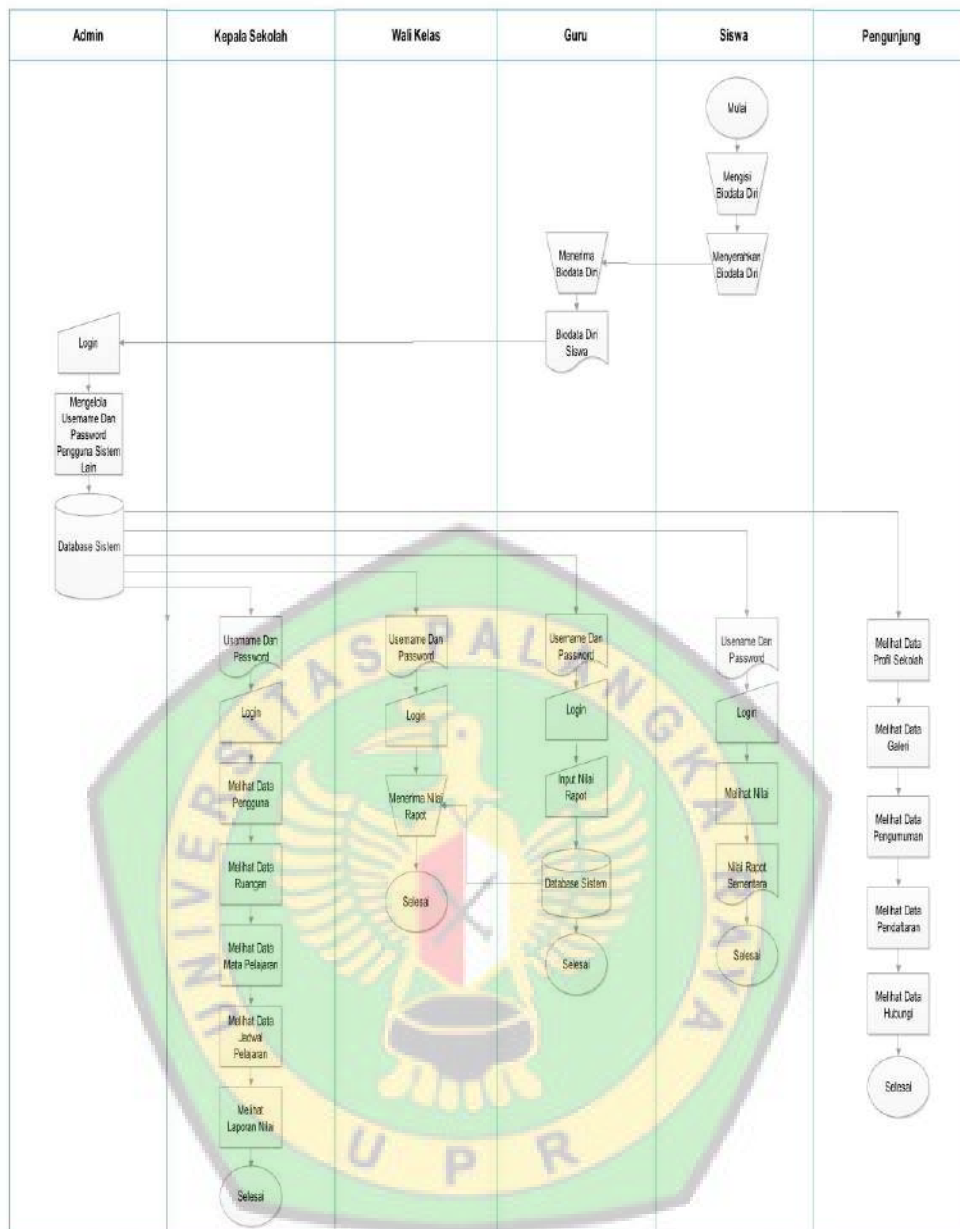 Admin
Kepala Sekolah
Wali Kelas
Guru
Siswa
Pengunjung
Mulai
Mengisi
Biodata Diri
Menyerahkan
Biodata Diri
Menerima
Biodata Diri
Biodata Diri
Siswa
Login
Mengelola
Username Dan
Password
Pengguna Sistem
Lain
Database Sistem
Username Dan
Password
Login
Melihat Data
Pengguna
Melihat Data
Ruangan
Melihat Data
Mata Pelajaran
Melihat Data
Jadwal
Pelajaran
Melihat
Laporan Nilai
Selesai
Username Dan
Password
Login
Menerima Nilai
Rapot
Selesai
Username Dan
Password
Login
Input Nilai
Rapot
Database Sistem
Selesai
Username Dan
Password
Login
Melihat Nilai
Nilai Rapot
Sementara
Selesai
Melihat Data
Profil Sekolah
Melihat Data
Galeri
Melihat Data
Pengumuman
Melihat Data
Pendaftaran
Melihat Data
Hubungi
Selesai
UNIVERSITAS PALANGKA RAYA
UPR